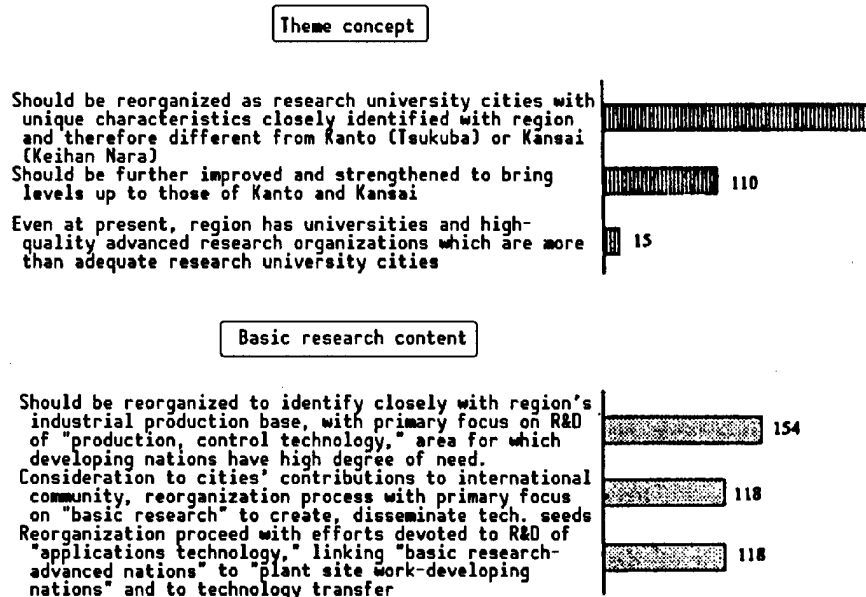 Theme concept
Should be reorganized as research university cities with
unique characteristics closely identified with region
and therefore different from Kanto (Tsukuba) or Kansai
(Keihan Nara)
Should be further improved and strengthened to bring
levels up to those of Kanto and Kansai
110
Even at present, region has universities and high-
quality advanced research organizations which are more
than adequate research university cities
15
Basic research content
Should be reorganized to identify closely with region's
industrial production base, with primary focus on R&D
of "production, control technology," area for which
developing nations have high degree of need.
154
Consideration to cities' contributions to international
community, reorganization process with primary focus
on "basic research" to create, disseminate tech. seeds
118
Reorganization proceed with efforts devoted to R&D of
"applications technology," linking "basic research-
advanced nations" to "plant site work-developing
nations" and to technology transfer
118